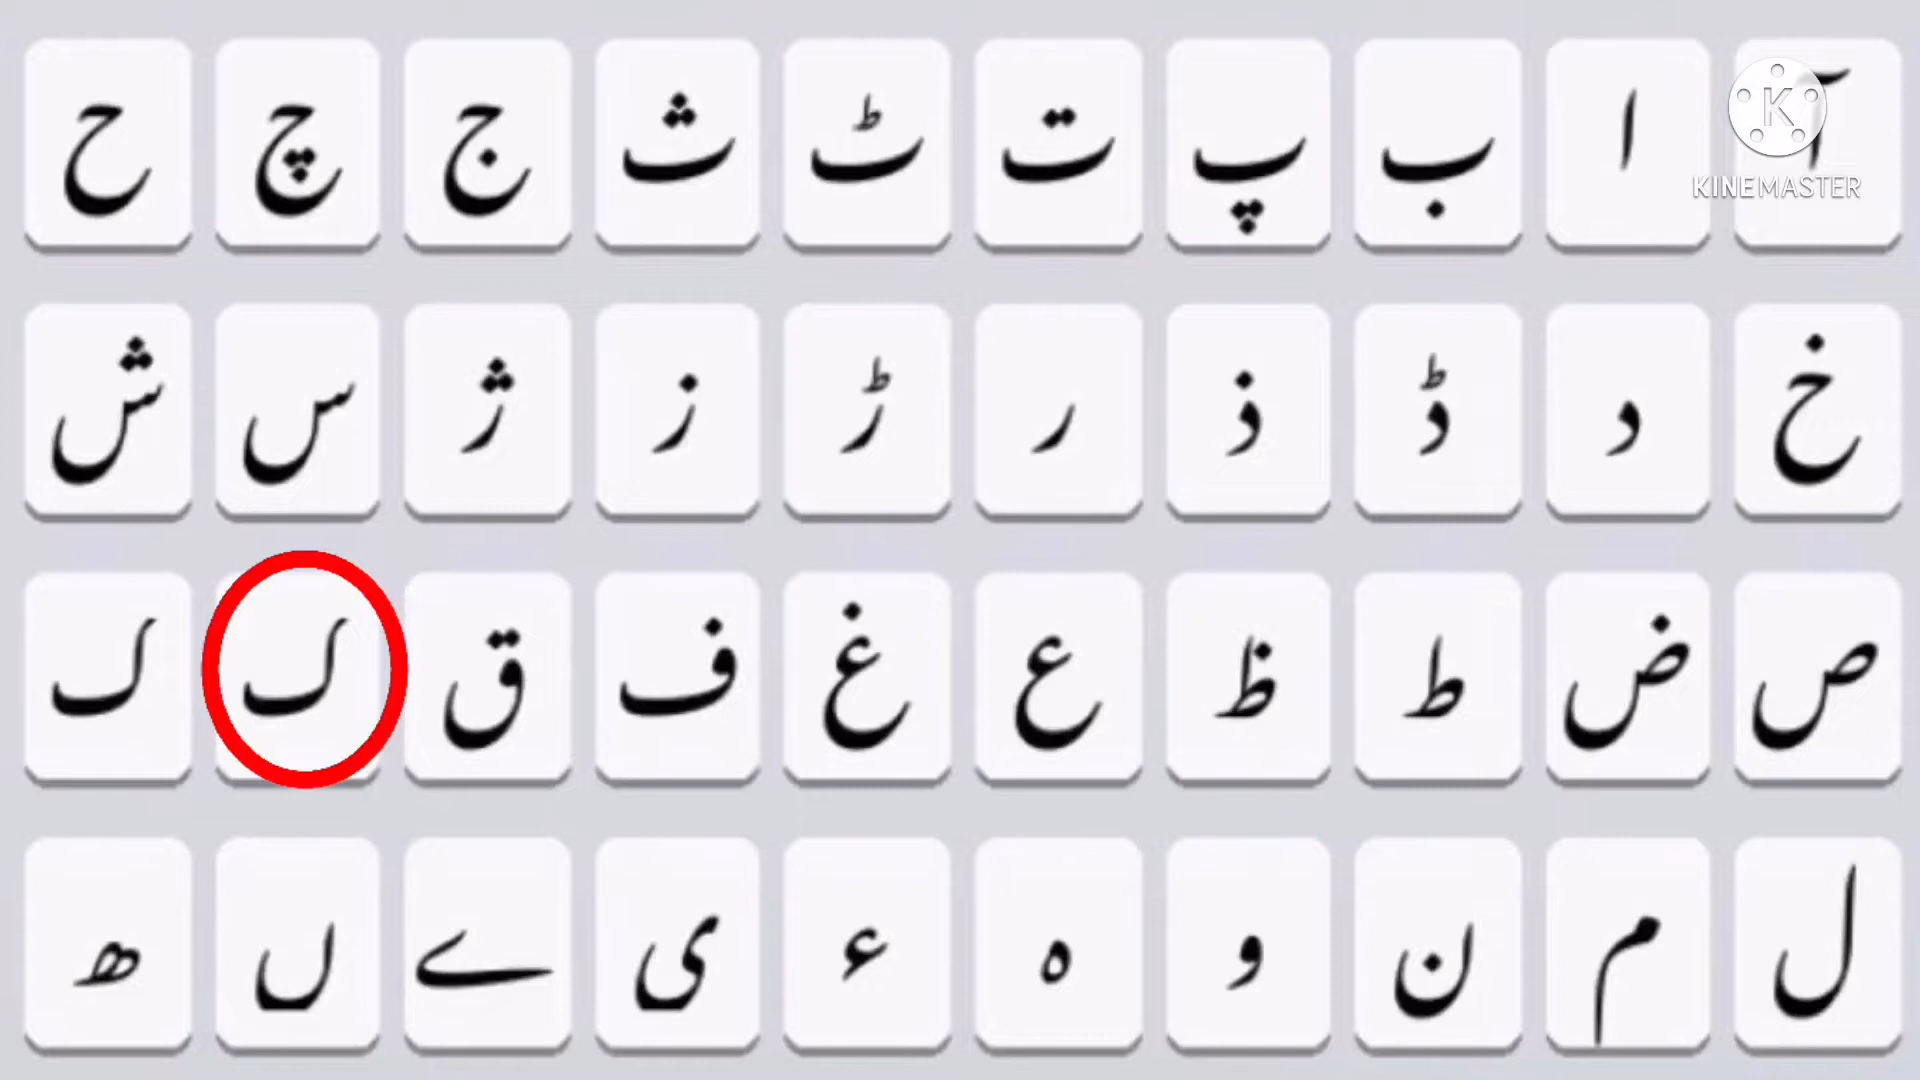 آ ا ب پ ت ٹ ث ج چ ح
K
KINEMASTER
خ د ڈ ذ ر ڑ ز ژ س ش
ص ض ط ظ ع غ ف ق ک ک
ل م ن و ہ ء ی ے ں ھ